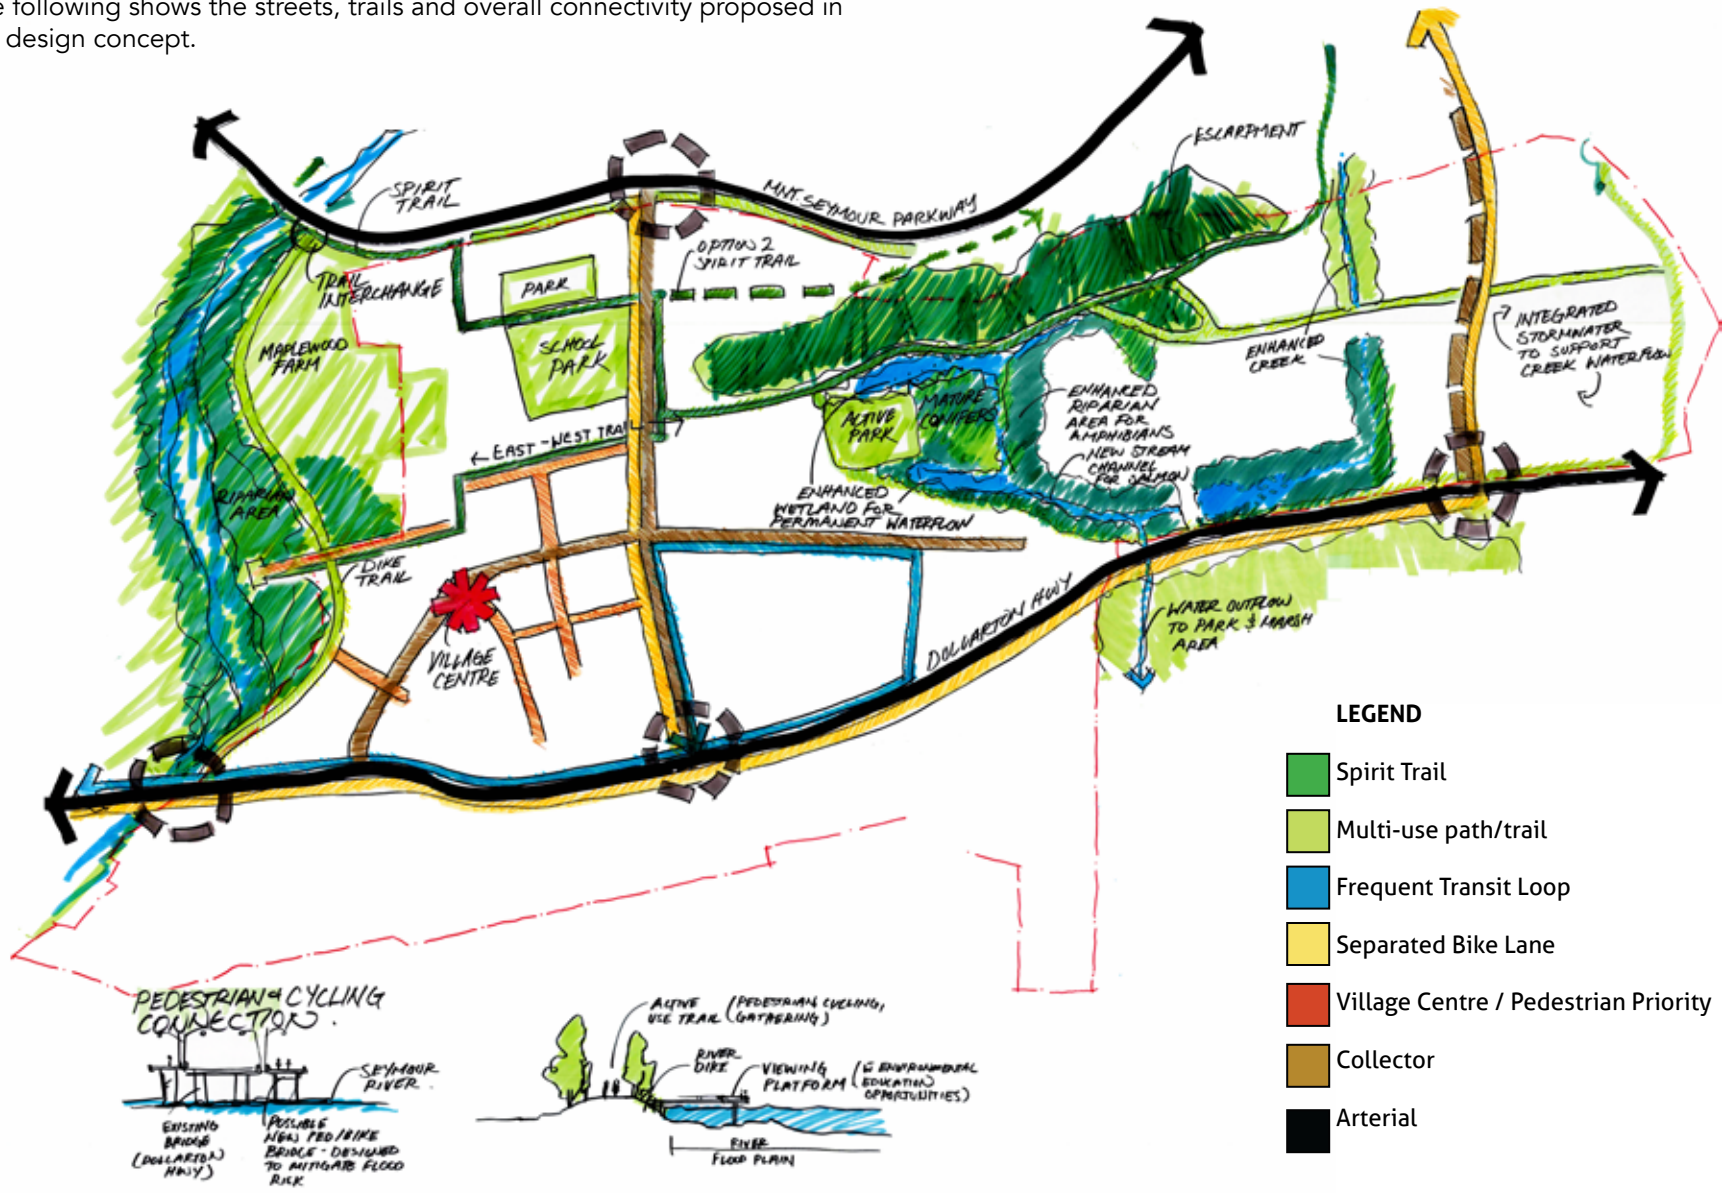 e following shows the streets, trails and overall connectivity proposed in
design concept.
ESCARPMENT
SPIRIT
TRAIL
MNT. SEYMOUR PARKWAY
OPTION 2
SPIRIT TRAIL
TRAIL
INTERCHANGE
PARK
MAPLEWOOD
FARM
SCHOOL
PARK
INTEGRATED
STORMWATER
TO SUPPORT
CREEK WATERFLOW
ENHANCED
CREEK
ENHANCED
RIPARIAN
AREA FOR
AMPHIBIANS
NEW STREAM
CHANNEL
FOR SALMON
MATURE
CONIFERS
ACTIVE
PARK
EAST-WEST TRAIL
RIPARIAN
AREA
ENHANCED
WETLAND FOR
PERMANENT WATERFLOW
DIKE
TRAIL
VILLAGE
CENTRE
DOLLARTON HWY
WATER OUTFLOW
TO PARK & MARSH
AREA
LEGEND
Spirit Trail
Multi-use path/trail
Frequent Transit Loop
Separated Bike Lane
Village Centre / Pedestrian Priority
Collector
Arterial
PEDESTRIAN & CYCLING
CONNECTION.
SEYMOUR
RIVER.
EXISTING
BRIDGE
(DOLLARTON
HWY)
POSSIBLE
NEW PED/BIKE
BRIDGE - DESIGNED
TO MITIGATE FLOOD
RISK
ACTIVE
USE TRAIL
(PEDESTRIAN, CYCLING,
GATHERING)
RIVER
DIKE
VIEWING
PLATFORM
ENVIRONMENTAL
EDUCATION
OPPORTUNITIES)
RIVER
FLOOD PLAIN